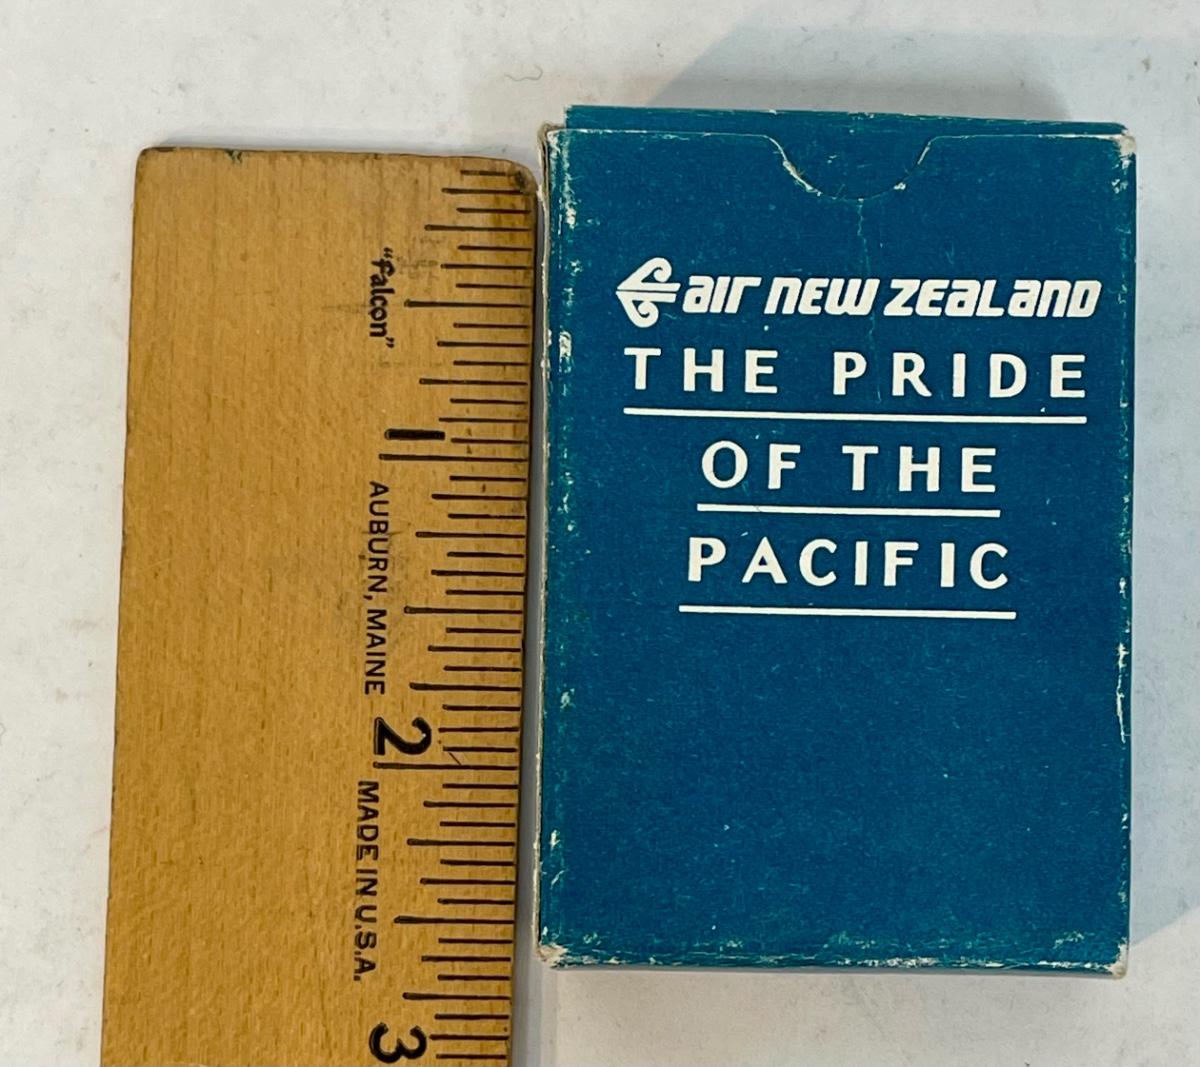 "Falcon"
1
AUBURN, MAINE
2
MADE IN U.S.A.
3
air NEW ZEALAND
THE PRIDE
OF THE
PACIFIC